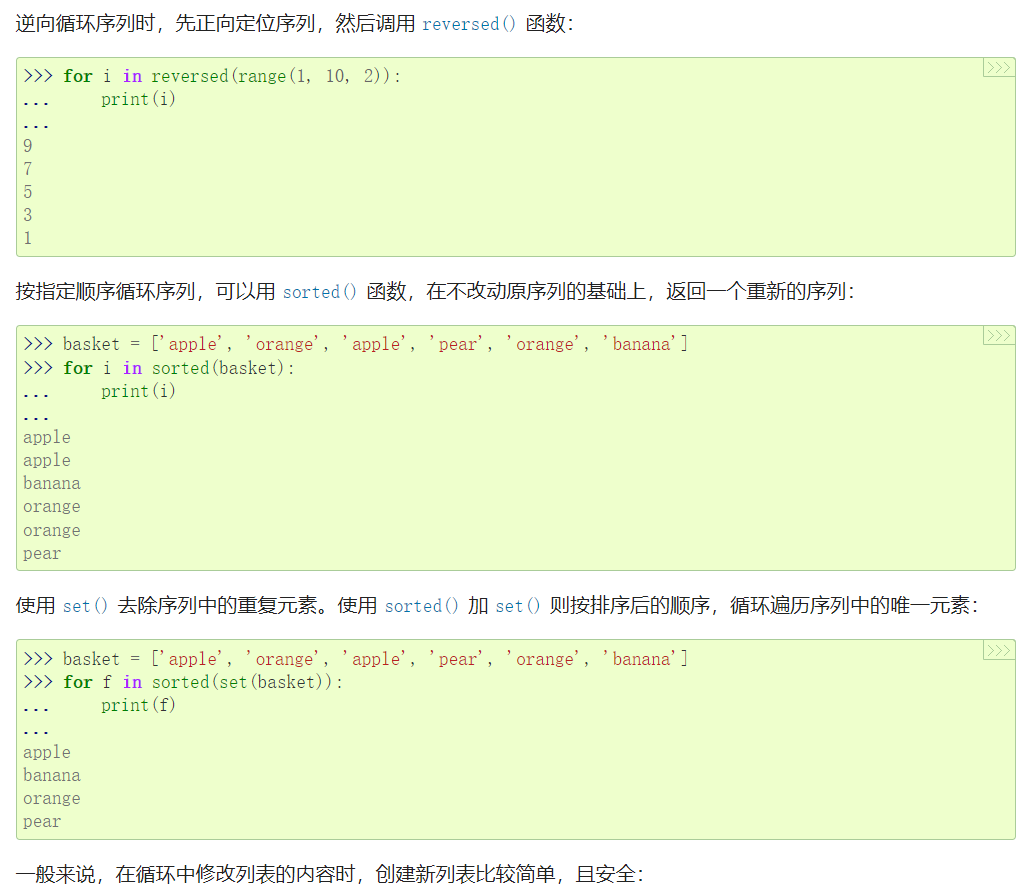 逆向循环序列时，先正向定位序列，然后调用 reversed() 函数：
>>>
>>> for i in reversed(range(1, 10, 2)):
...     print(i)
...
9
7
5
3
1
按指定顺序循环序列，可以用 sorted() 函数，在不改动原序列的基础上，返回一个重新的序列：
>>>
>>> basket = ['apple', 'orange', 'apple', 'pear', 'orange', 'banana']
>>> for i in sorted(basket):
...     print(i)
...
apple
apple
banana
orange
orange
pear
使用 set() 去除序列中的重复元素。使用 sorted() 加 set() 则按排序后的顺序，循环遍历序列中的唯一元素：
>>>
>>> basket = ['apple', 'orange', 'apple', 'pear', 'orange', 'banana']
>>> for f in sorted(set(basket)):
...     print(f)
...
apple
banana
orange
pear
一般来说，在循环中修改列表的内容时，创建新列表比较简单，且安全：